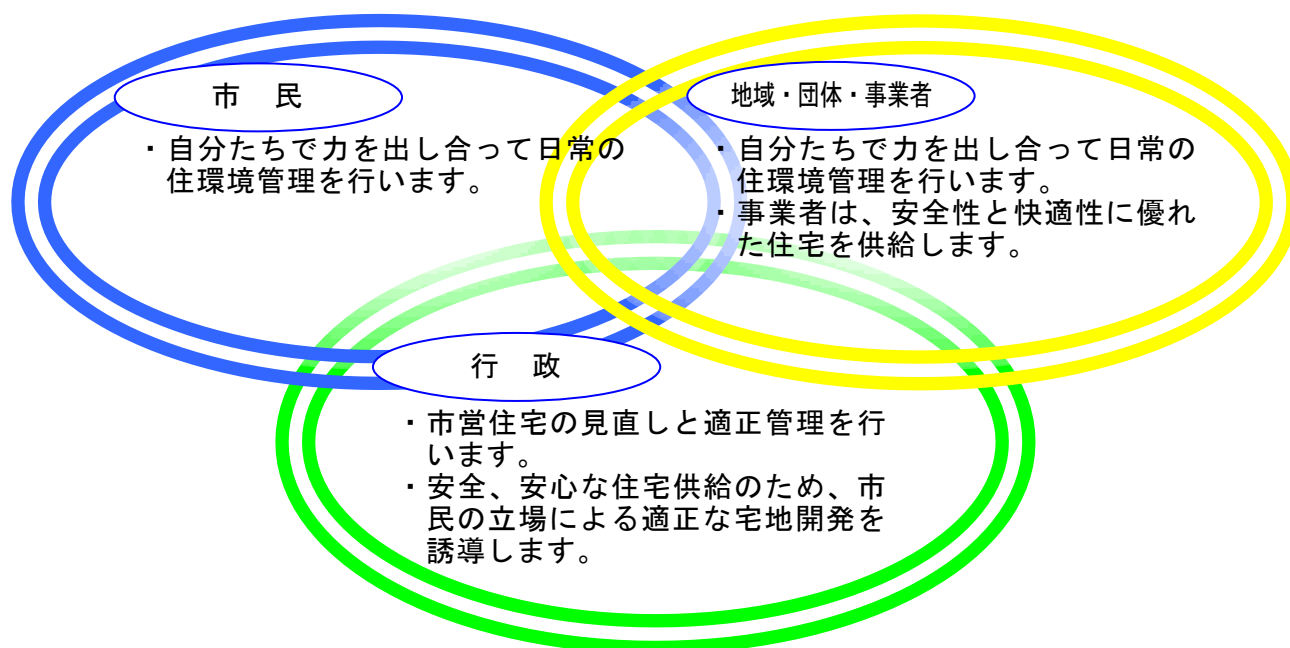 市　民
・自分たちで力を出し合って日常の
住環境管理を行います。
地域・団体・事業者
・自分たちで力を出し合って日常の
住環境管理を行います。
・事業者は、安全性と快適性に優れ
た住宅を供給します。
行　政
・市営住宅の見直しと適正管理を行
います。
・安全、安心な住宅供給のため、市
民の立場による適正な宅地開発を
誘導します。